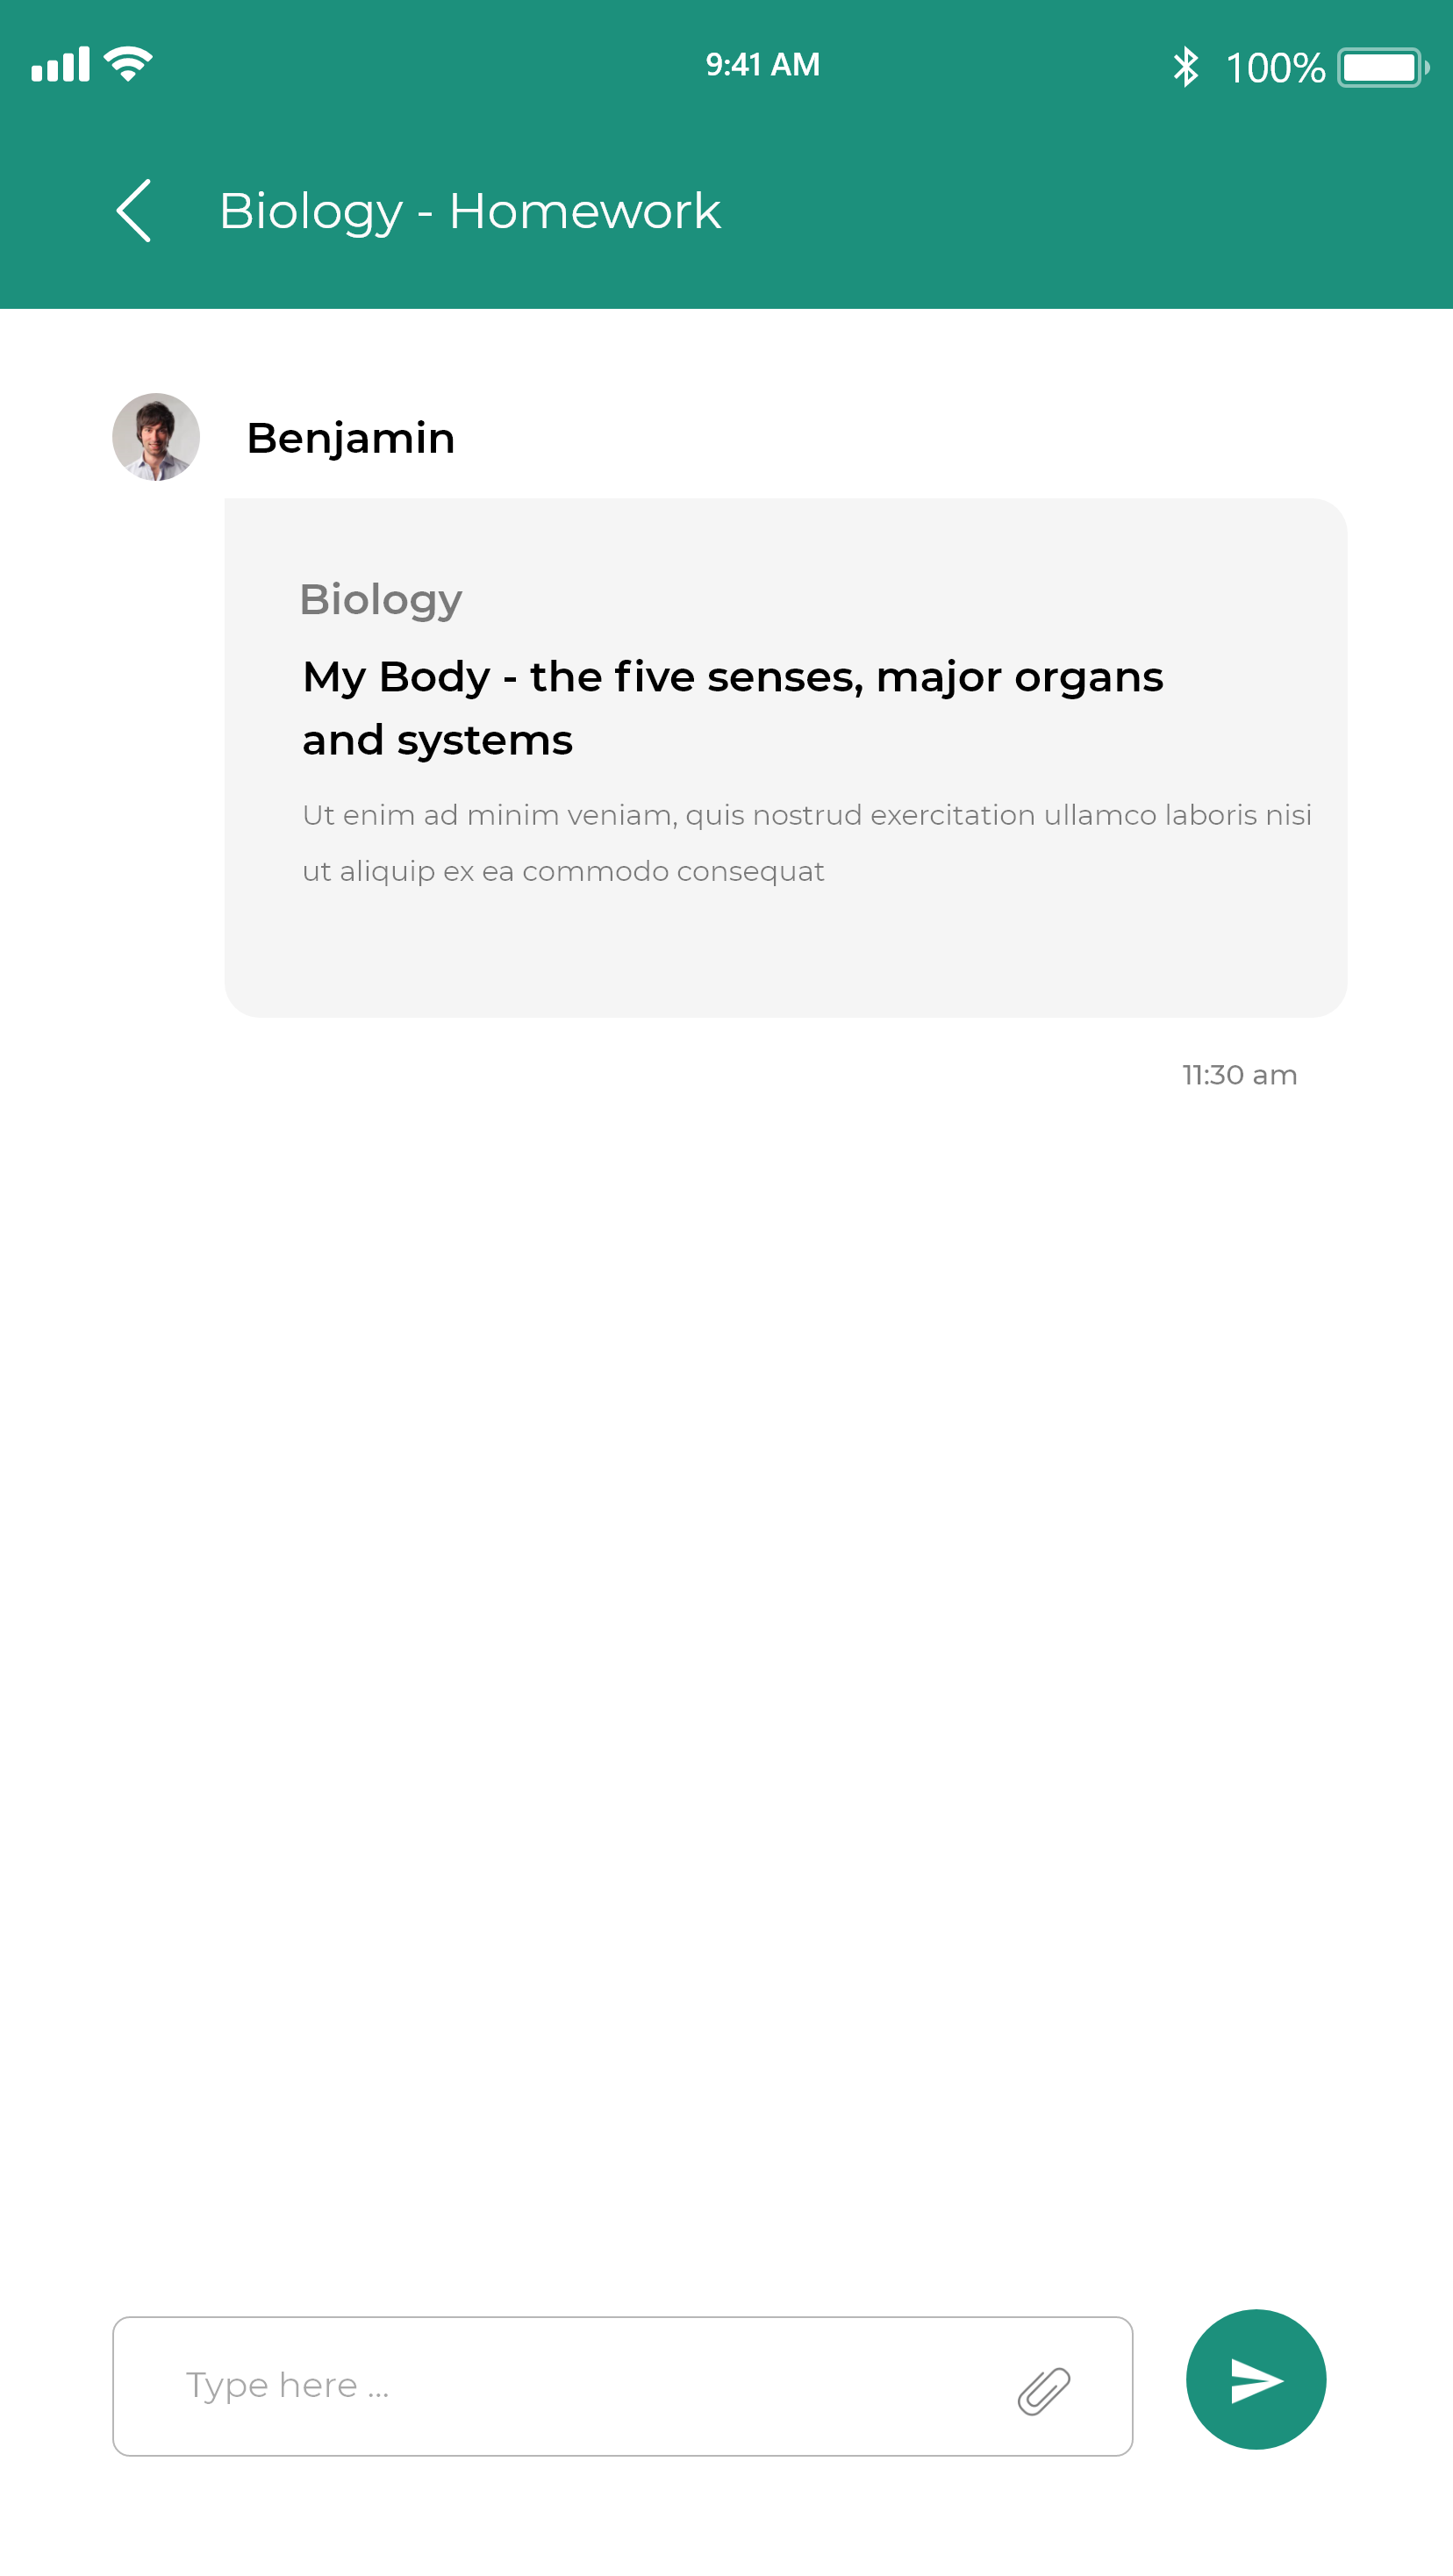 9:41 AM
100%
Biology - Homework
Benjamin
Biology
My Body - the five senses, major organs
and systems
Ut enim ad minim veniam, quis nostrud exercitation ullamco laboris nisi
ut aliquip ex ea commodo consequat
11:30 am
Type here ...